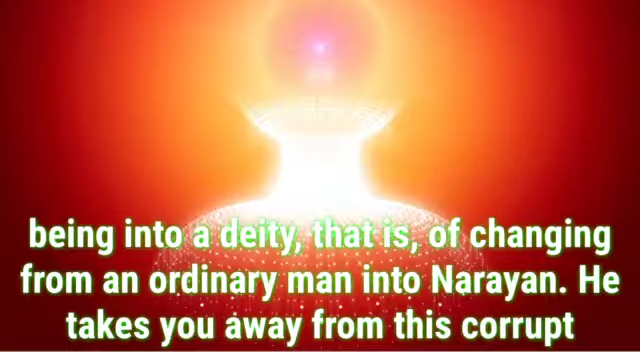 being into a deity, that is, of changing
from an ordinary man into Narayan. He
takes you away from this corrupt